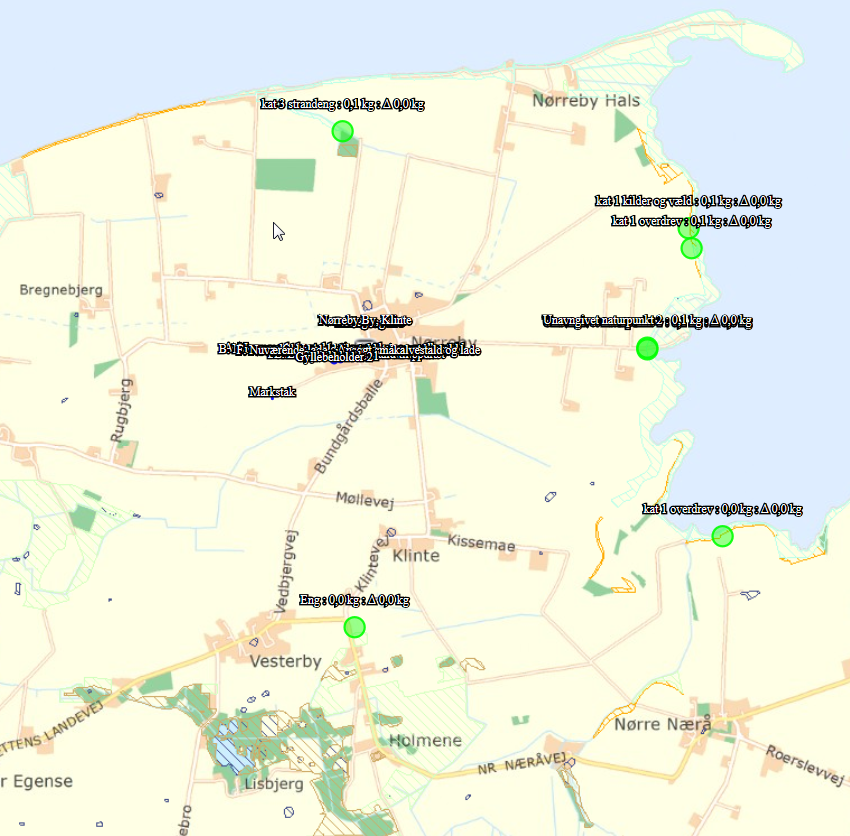 Nørreby Hals
kat 3 strandeng : 0,1 kg : Δ 0,0 kg
kat 1 kilder og væld : 0,1 kg : Δ 0,0 kg
kat 1 overdrev : 0,1 kg : Δ 0,0 kg
Bregnebjerg
Nørreby By, Klinte
Unavngivet naturpunkt 2 : 0,1 kg : Δ 0,0 kg
Nørreby
Gyllebeholder 2
Markstak
Rugbjerg
Bundgårdsballe
Møllevej
kat 1 overdrev : 0,0 kg : Δ 0,0 kg
Kissemae
Klinte
Klintevej
Vedbjergvej
Eng : 0,0 kg : Δ 0,0 kg
Vesterby
Nørre Nærå
Holmene
ETTENS LANDEVEJ
NR. NÆRÅVEJ
Roerslevvej
r Egense
Lisbjerg
ebro